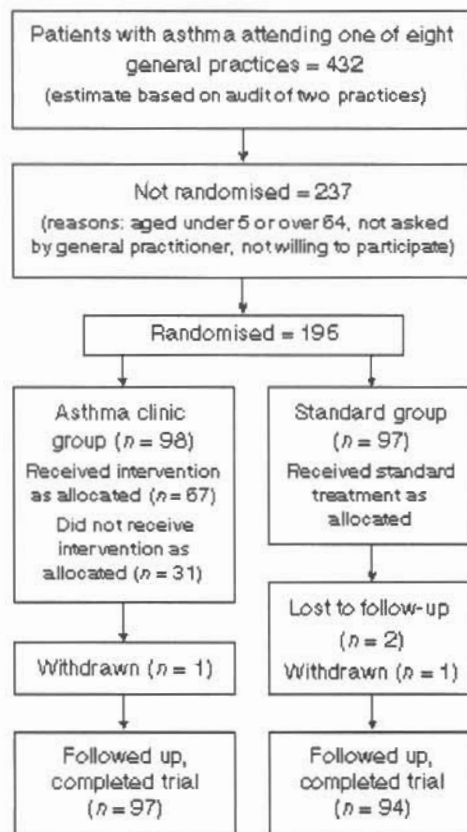 Patients with asthma attending one of eight
general practices = 432
(estimate based on audit of two practices)
Not randomised = 237
(reasons: aged under 5 or over 64, not asked
by general practitioner, not willing to participate)
Randomised = 195
Asthma clinic
group (n = 98)
Received intervention
as allocated (n = 67)
Did not receive
intervention as
allocated (n = 31)
Withdrawn (n = 1)
Followed up,
completed trial
(n = 97)
Standard group
(n = 97)
Received standard
treatment as
allocated
Lost to follow-up
(n = 2)
Withdrawn (n = 1)
Followed up,
completed trial
(n = 94)